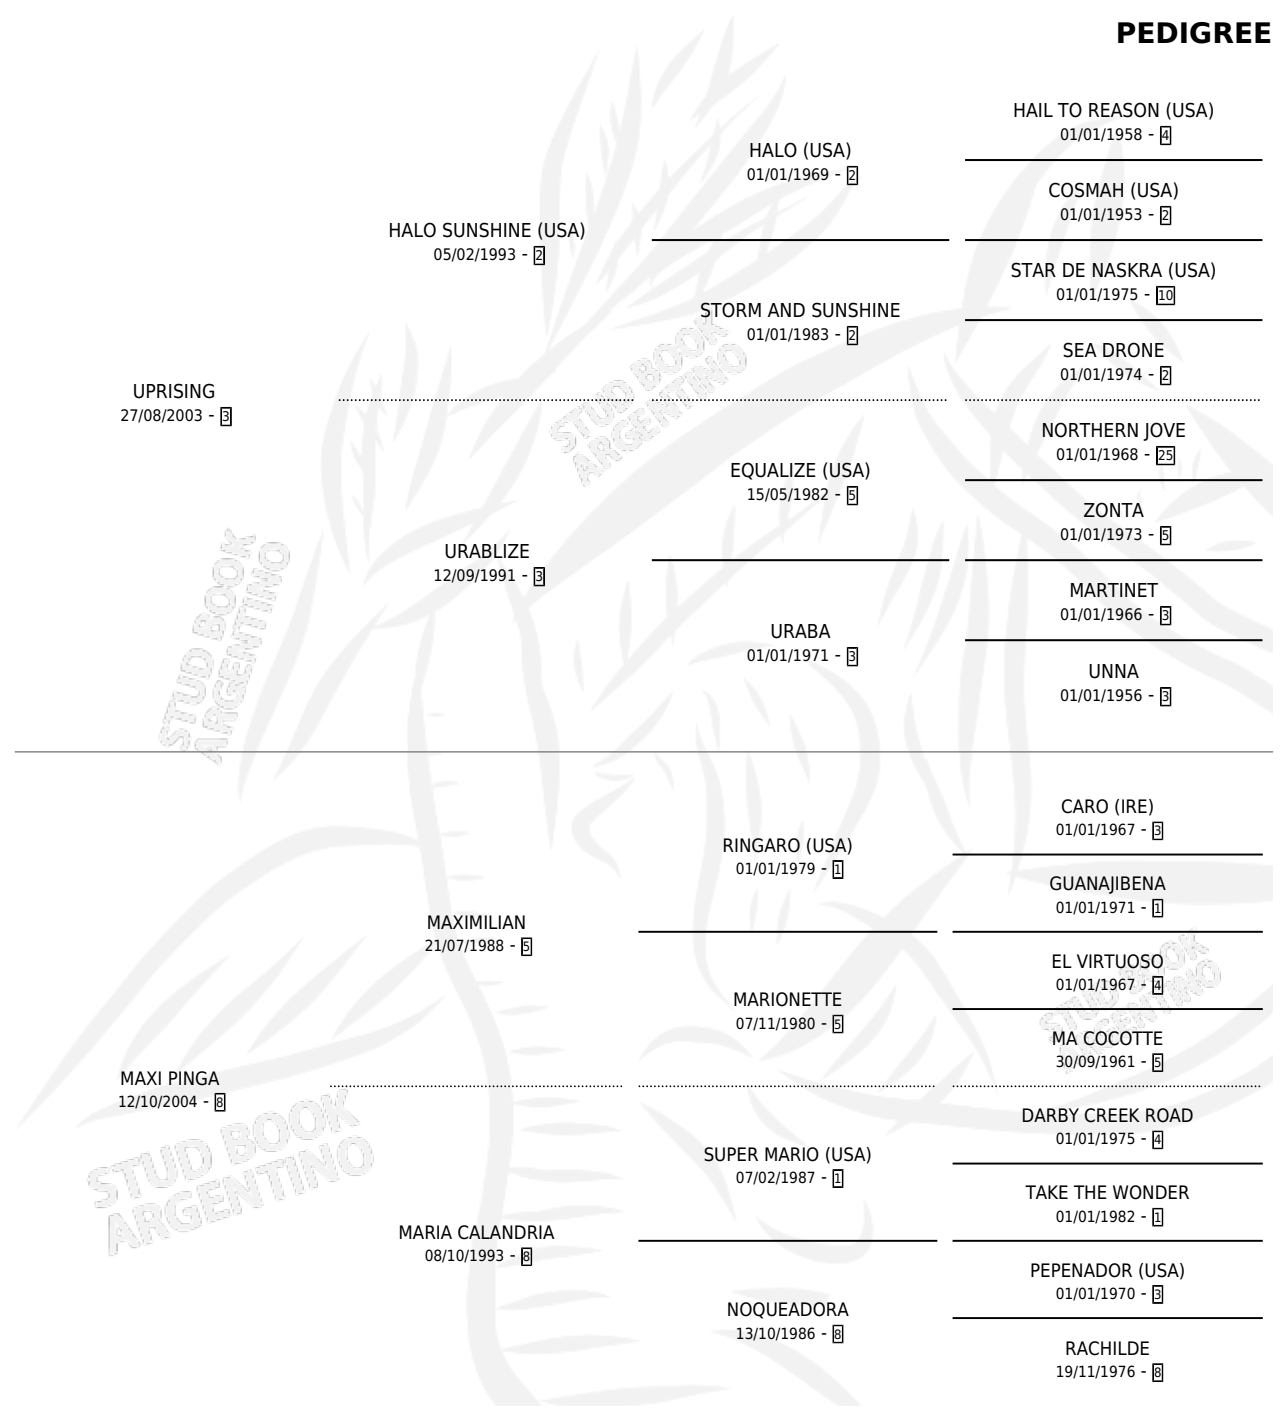 PEDIGREE
HAIL TO REASON (USA)
01/01/1958 - 4
HALO (USA)
01/01/1969 - 2
COSMAH (USA)
01/01/1953 - 2
HALO SUNSHINE (USA)
05/02/1993 - 2
STAR DE NASKRA (USA)
01/01/1975 - 10
STORM AND SUNSHINE
01/01/1983 - 2
SEA DRONE
01/01/1974 - 2
UPRISING
27/08/2003 - 3
NORTHERN JOVE
01/01/1968 - 25
EQUALIZE (USA)
15/05/1982 - 5
ZONTA
01/01/1973 - 5
URABLIZE
12/09/1991 - 3
MARTINET
01/01/1966 - 3
URABA
01/01/1971 - 3
UNNA
01/01/1956 - 3
CARO (IRE)
01/01/1967 - 3
RINGARO (USA)
01/01/1979 - 1
GUANAJIBENA
01/01/1971 - 1
MAXIMILIAN
21/07/1988 - 5
EL VIRTUOSO
01/01/1967 - 4
MARIONETTE
07/11/1980 - 5
MA COCOTTE
30/09/1961 - 5
MAXI PINGA
12/10/2004 - 8
DARBY CREEK ROAD
01/01/1975 - 4
SUPER MARIO (USA)
07/02/1987 - 1
TAKE THE WONDER
01/01/1982 - 1
MARIA CALANDRIA
08/10/1993 - 8
PEPENADOR (USA)
01/01/1970 - 3
NOQUEADORA
13/10/1986 - 8
RACHILDE
19/11/1976 - 8
STUD BOOK
ARGENTINO
STUD BOOK
ARGENTINO
STUD BOOK
ARGENTINO
STUD BOOK
ARGENTINO